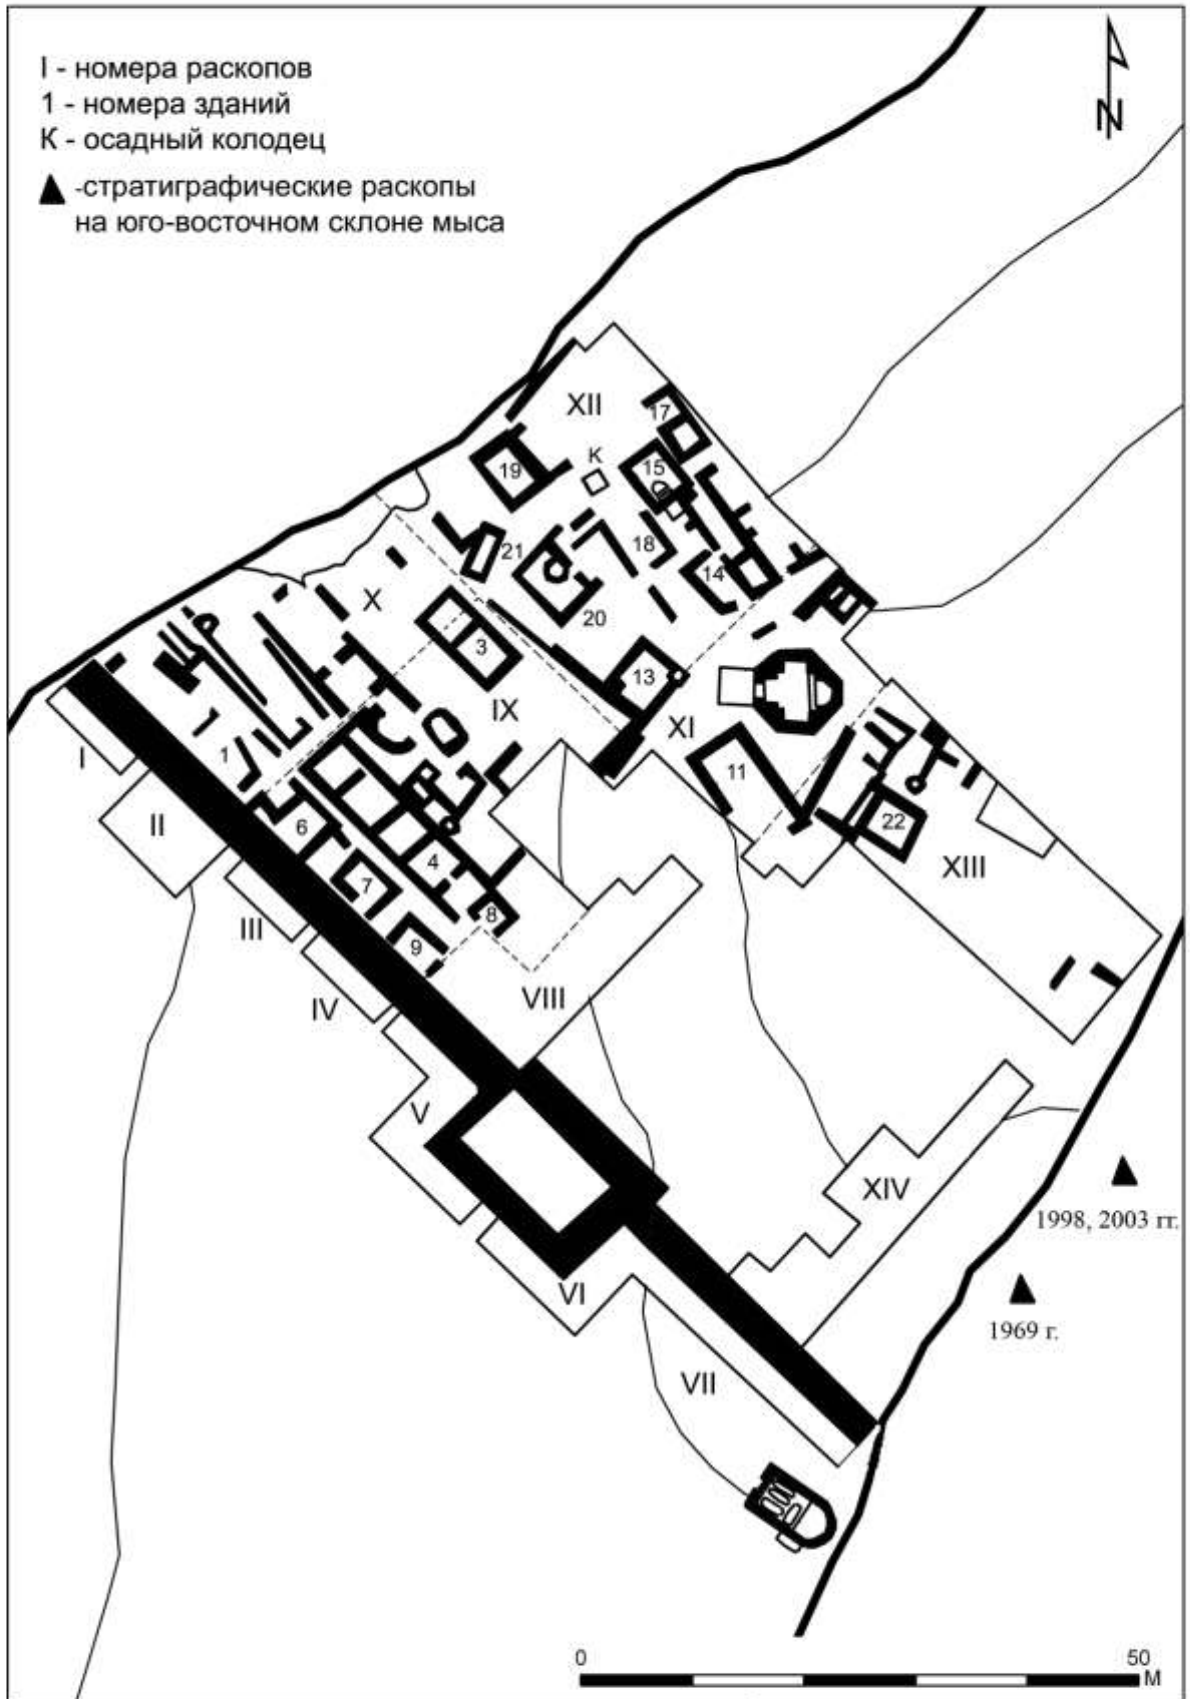 I - номера раскопов
1 - номера зданий
К - осадный колодец
-стратиграфические раскопы
на юго-восточном склоне мыса
N
XII
17
К
15
19
21
18
14
X
20
3
13
IX
XI
1
I
11
II
6
22
4
XIII
7
8
III
9
IV
VIII
V
XIV
1998, 2003 гг.
VI
1969 г.
VII
0
50
М